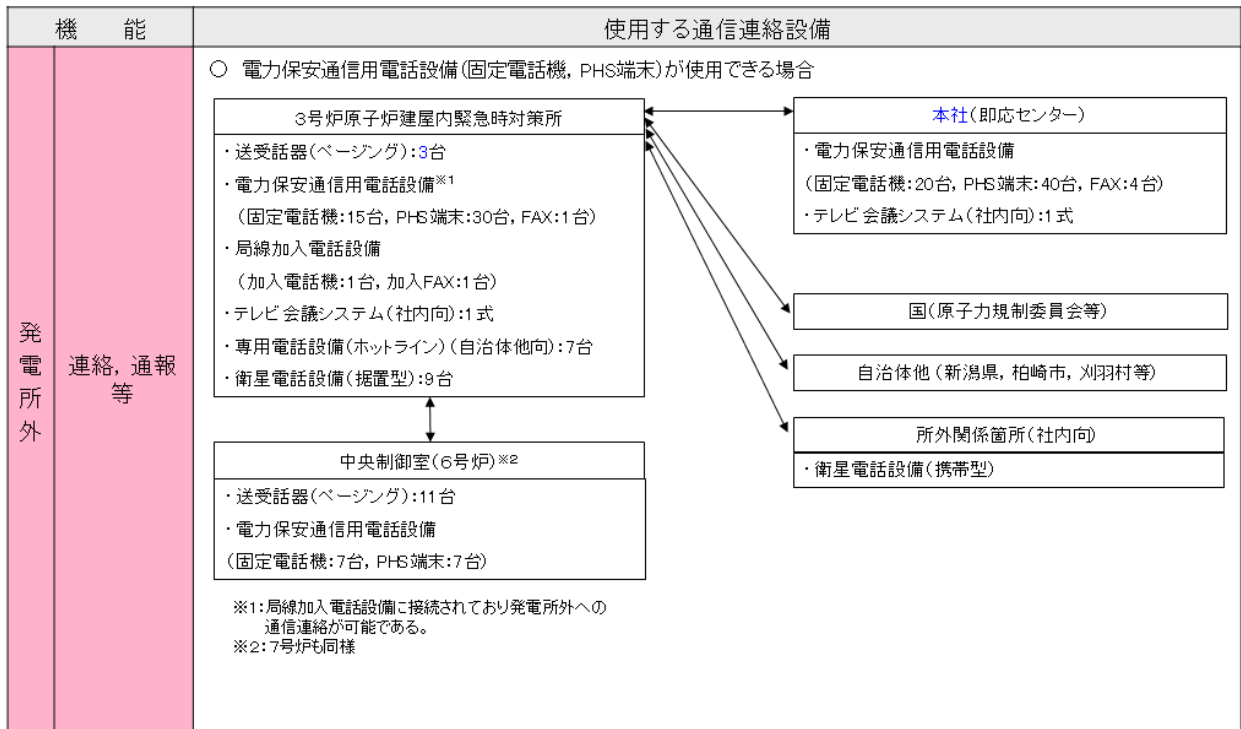 機 能
使用する通信連絡設備
発電所外
連絡, 通報等
○ 電力保安通信用電話設備(固定電話機, PHS端末)が使用できる場合
3号炉原子炉建屋内緊急時対策所
・送受話器(ページング):3台
・電力保安通信用電話設備※1
(固定電話機:15台, PHS端末:30台, FAX:1台)
・局線加入電話設備
(加入電話機:1台, 加入FAX:1台)
・テレビ会議システム(社内向):1式
・専用電話設備(ホットライン)(自治体他向):7台
・衛星電話設備(据置型):9台
中央制御室(6号炉)※2
・送受話器(ページング):11台
・電力保安通信用電話設備
(固定電話機:7台, PHS端末:7台)
※1:局線加入電話設備に接続されており発電所外への
通信連絡が可能である。
※2:7号炉も同様
本社(即応センター)
・電力保安通信用電話設備
(固定電話機:20台, PHS端末:40台, FAX:4台)
・テレビ会議システム(社内向):1式
国(原子力規制委員会等)
自治体他(新潟県, 柏崎市, 刈羽村等)
所外関係箇所(社内向)
・衛星電話設備(携帯型)